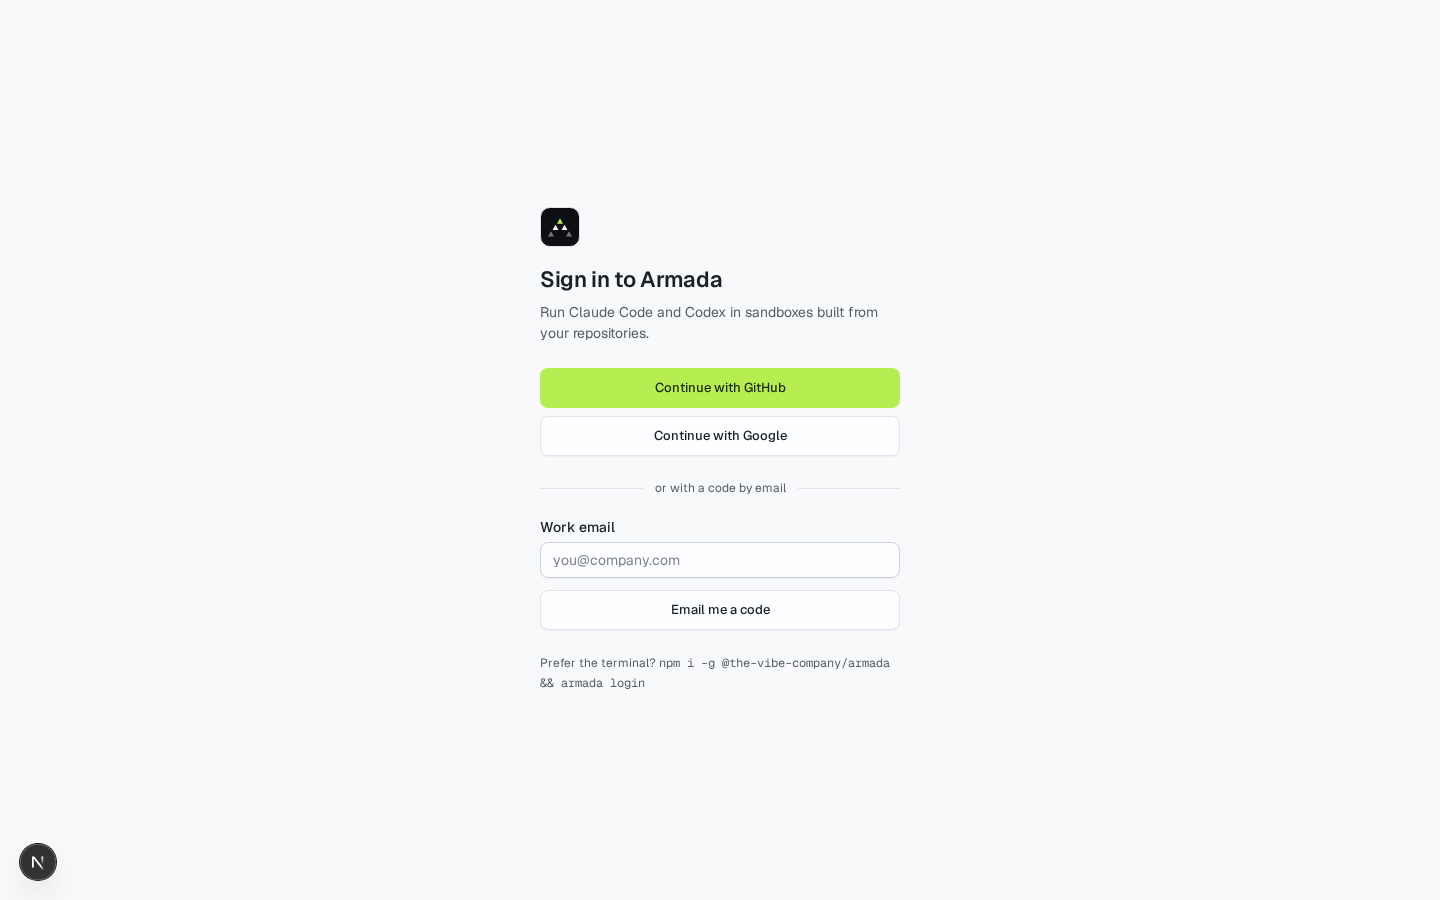 Sign in to Armada
Run Claude Code and Codex in sandboxes built from
your repositories.
Continue with GitHub
Continue with Google
or with a code by email
Work email
you@company.com
Email me a code
Prefer the terminal? npm i -g @the-vibe-company/armada
&& armada login
N